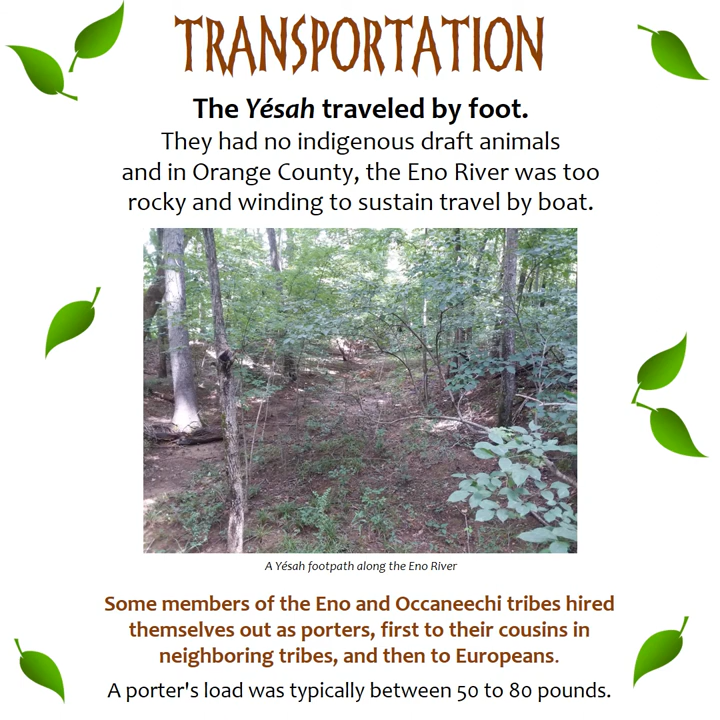 TRANSPORTATION
The Yésah traveled by foot.
They had no indigenous draft animals
and in Orange County, the Eno River was too
rocky and winding to sustain travel by boat.
A Yésah footpath along the Eno River
Some members of the Eno and Occaneechi tribes hired
themselves out as porters, first to their cousins in
neighboring tribes, and then to Europeans.
A porter's load was typically between 50 to 80 pounds.